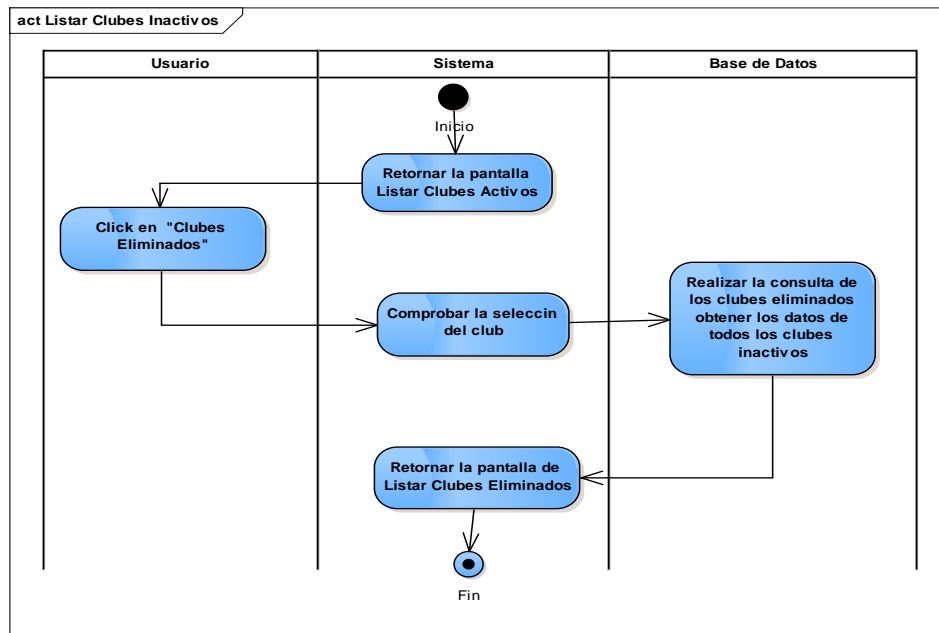 act Listar Clubes Inactivos
Usuario
Sistema
Base de Datos
Inicio
Retornar la pantalla
Listar Clubes Activos
Click en "Clubes
Eliminados"
Comprobar la seleccin
del club
Realizar la consulta de
los clubes eliminados
obtener los datos de
todos los clubes
inactivos
Retornar la pantalla de
Listar Clubes Eliminados
Fin